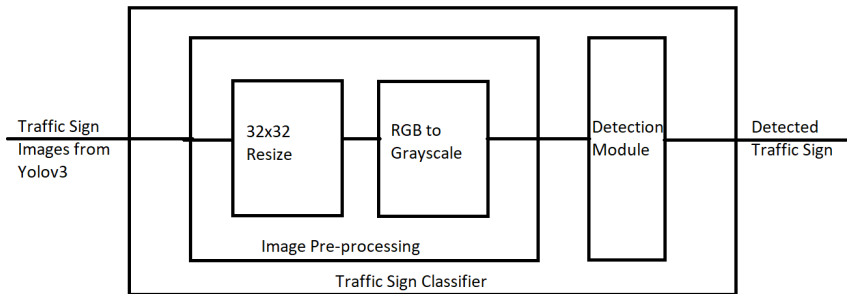 Traffic Sign
Images from
Yolov3
32x32
Resize
RGB to
Grayscale
Image Pre-processing
Detection
Module
Detected
Traffic Sign
Traffic Sign Classifier